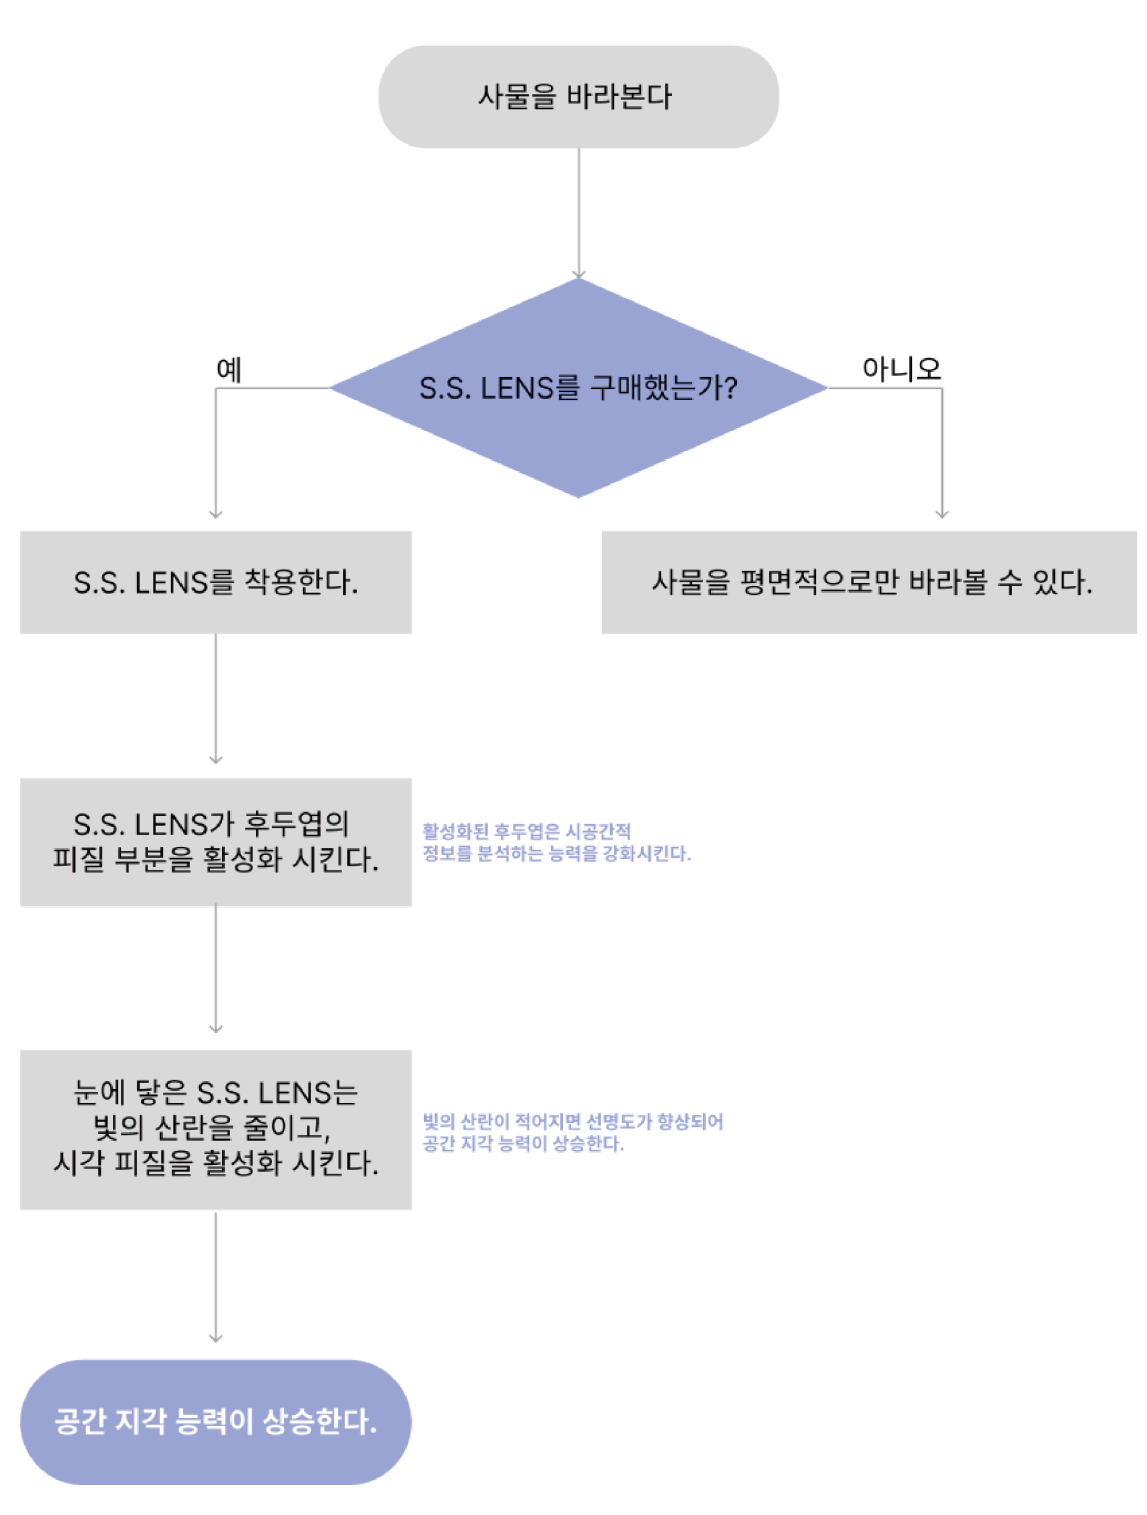 사물을 바라본다
S.S. LENS를 구매했는가?
예
아니오
S.S. LENS를 착용한다.
사물을 평면적으로만 바라볼 수 있다.
S.S. LENS가 후두엽의
피질 부분을 활성화 시킨다.
활성화된 후두엽은 시공간적
정보를 분석하는 능력을 강화시킨다.
눈에 닿은 S.S. LENS는
빛의 산란을 줄이고,
시각 피질을 활성화 시킨다.
빛의 산란이 적어지면 선명도가 향상되어
공간 지각 능력이 상승한다.
공간 지각 능력이 상승한다.